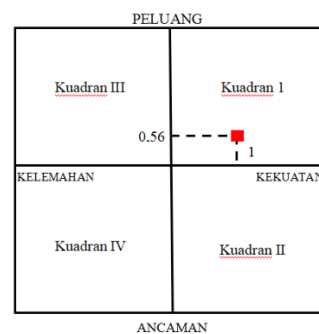 PELUANG
Kuadran III
Kuadran 1
0.56
1
KELEMAHAN
KEKUATAN
Kuadran IV
Kuadran II
ANCAMAN